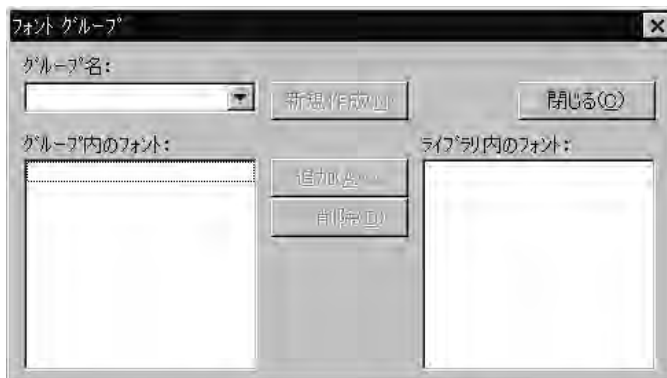 フォント グループ
グループ名:
新規作成(N)
閉じる(C)
グループ内のフォント:
ライブラリ内のフォント:
追加(A)
削除(D)